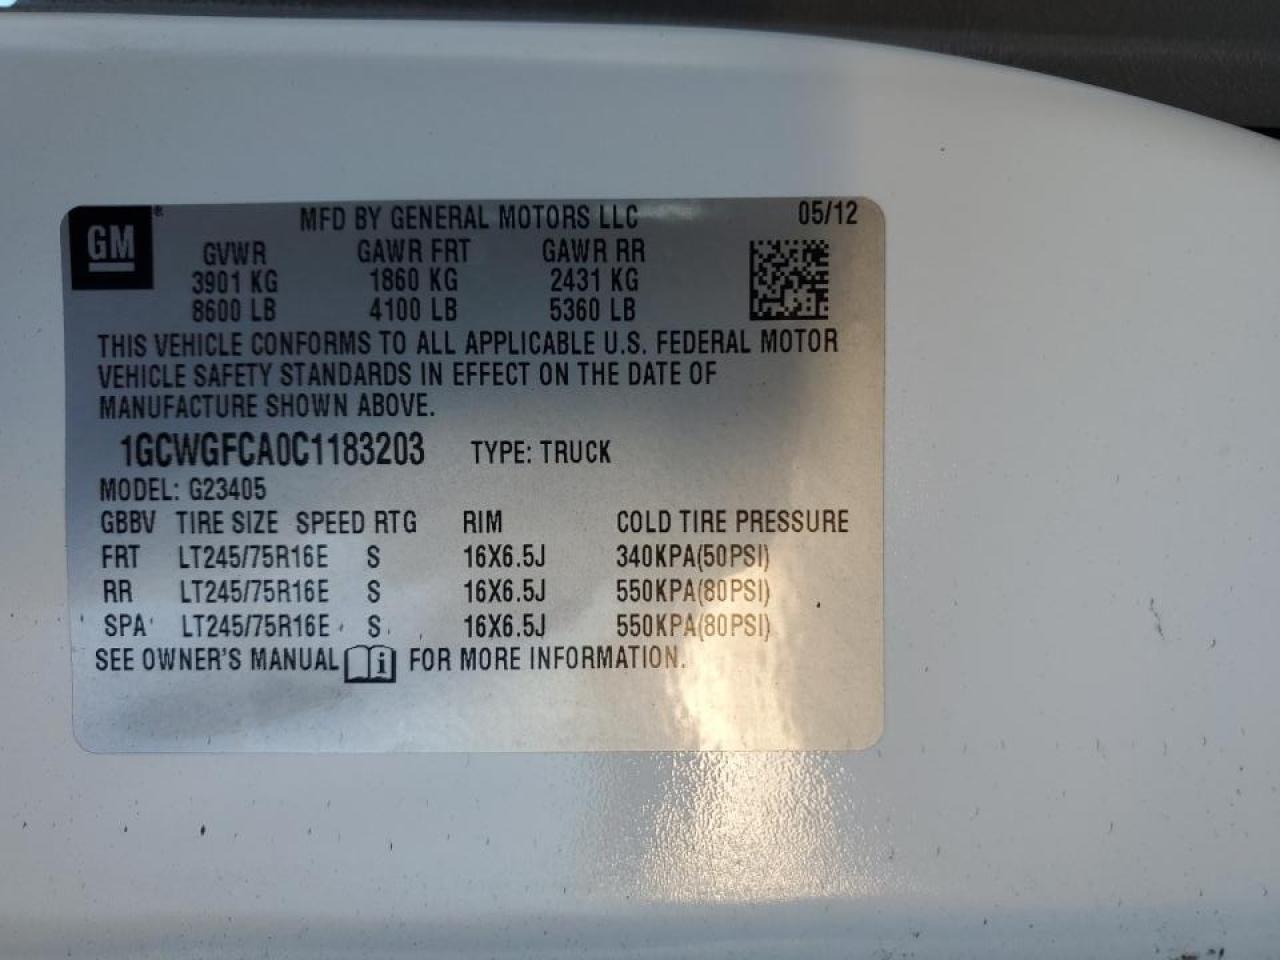 GM® MFD BY GENERAL MOTORS LLC 05/12
GVWR GAWR FRT GAWR RR
3901 KG 1860 KG 2431 KG
8600 LB 4100 LB 5360 LB
THIS VEHICLE CONFORMS TO ALL APPLICABLE U.S. FEDERAL MOTOR
VEHICLE SAFETY STANDARDS IN EFFECT ON THE DATE OF
MANUFACTURE SHOWN ABOVE.
1GCWGFCA0C1183203 TYPE: TRUCK
MODEL: G23405
GBBV TIRE SIZE SPEED RTG RIM COLD TIRE PRESSURE
FRT LT245/75R16E S 16X6.5J 340KPA(50PSI)
RR LT245/75R16E S 16X6.5J 550KPA(80PSI)
SPA LT245/75R16E S 16X6.5J 550KPA(80PSI)
SEE OWNER'S MANUAL i FOR MORE INFORMATION.